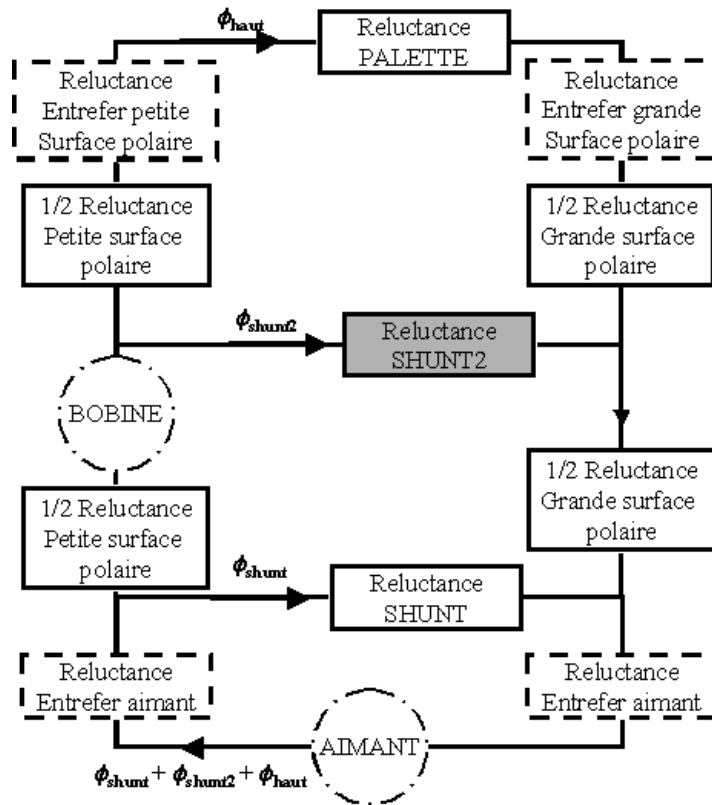 ϕhaut
Reluctance
PALETTE
Reluctance
Entrefer petite
Surface polaire
Reluctance
Entrefer grande
Surface polaire
1/2 Reluctance
Petite surface
polaire
1/2 Reluctance
Grande surface
polaire
ϕshunt2
Reluctance
SHUNT2
BOBINE
1/2 Reluctance
Petite surface
polaire
1/2 Reluctance
Grande surface
polaire
ϕshunt
Reluctance
SHUNT
Reluctance
Entrefer aimant
Reluctance
Entrefer aimant
AIMANT
ϕshunt + ϕshunt2 + ϕhaut